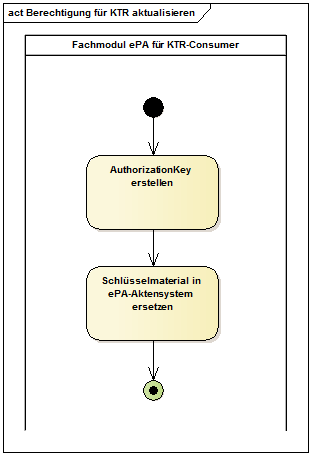 act Berechtigung für KTR aktualisieren
Fachmodul ePA für KTR-Consumer
AuthorizationKey
erstellen
Schlüsselmaterial in
ePA-Aktensystem
ersetzen